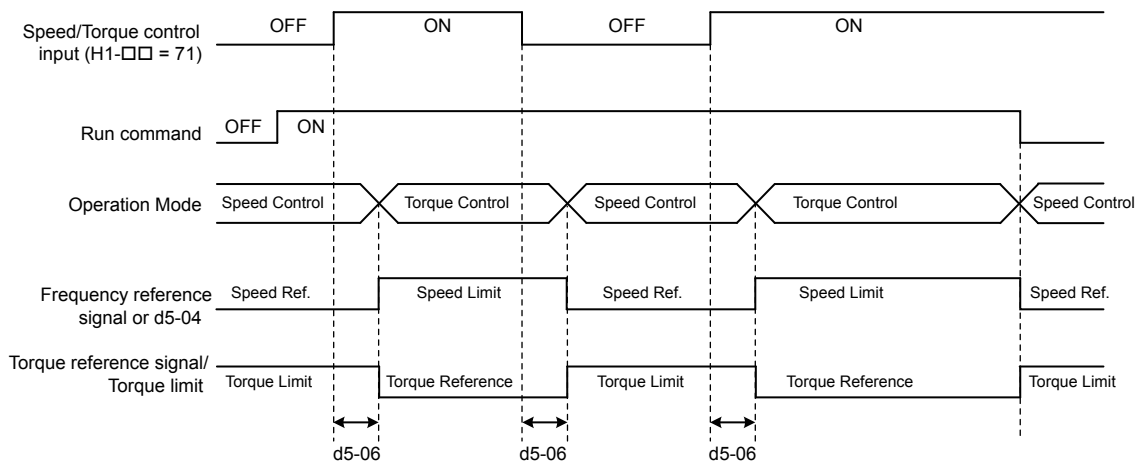 Speed/Torque control
input (H1-□□ = 71)
OFF ON OFF ON
Run command
OFF ON
Operation Mode
Speed Control Torque Control Speed Control Torque Control Speed Control
Frequency reference
signal or d5-04
Speed Ref. Speed Limit Speed Ref. Speed Limit Speed Ref.
Torque reference signal/
Torque limit
Torque Limit Torque Reference Torque Limit Torque Reference Torque Limit
d5-06 d5-06 d5-06